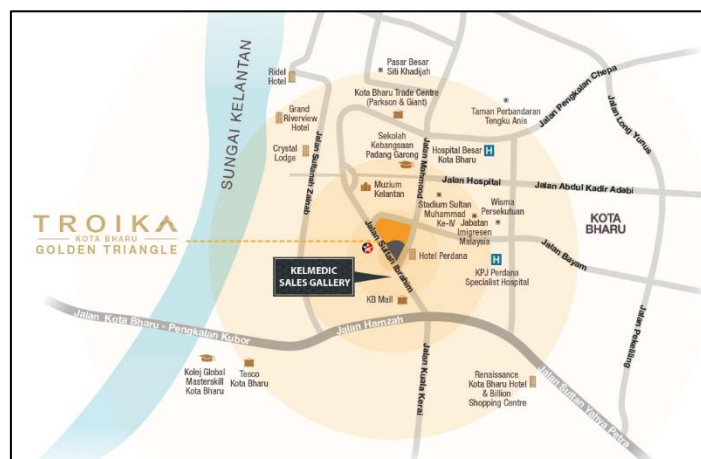 Pasar Besar
Siti Khadijah
Ridel
Hotel
Kota Bharu Trade Centre
(Parkson & Giant)
Taman Perbandaran
Tengku Anis
Jalan Pengkalan Chepa
Jalan Long Yunus
SUNGAI KELANTAN
Grand
Riverview
Hotel
Crystal
Lodge
Jalan Sultanah Zainab
Sekolah
Kebangsaan
Padang Garong
Jalan Mahmood
Hospital Besar
Kota Bharu
H
Jalan Hospital
Jalan Abdul Kadir Adabi
Muzium
Kelantan
Stadium Sultan
Muhammad
Ke-IV
Wisma
Persekutuan
Jabatan
Imigresen
Malaysia
KOTA
BHARU
TROIKA
KOTA BHARU
GOLDEN TRIANGLE
Jalan Sultan Ibrahim
Hotel Perdana
Jalan Bayam
H
KPJ Perdana
Specialist Hospital
KELMEDIC
SALES GALLERY
KB Mall
Jalan Kota Bharu - Pengkalan Kubor
Jalan Hamzah
Jalan Pekeliling
Kolej Global
Masterskill
Kota Bharu
Tesco
Kota Bharu
Jalan Kuala Kerai
Renaissance
Kota Bharu Hotel
& Billion
Shopping Centre
Jalan Sultan Yahya Petra